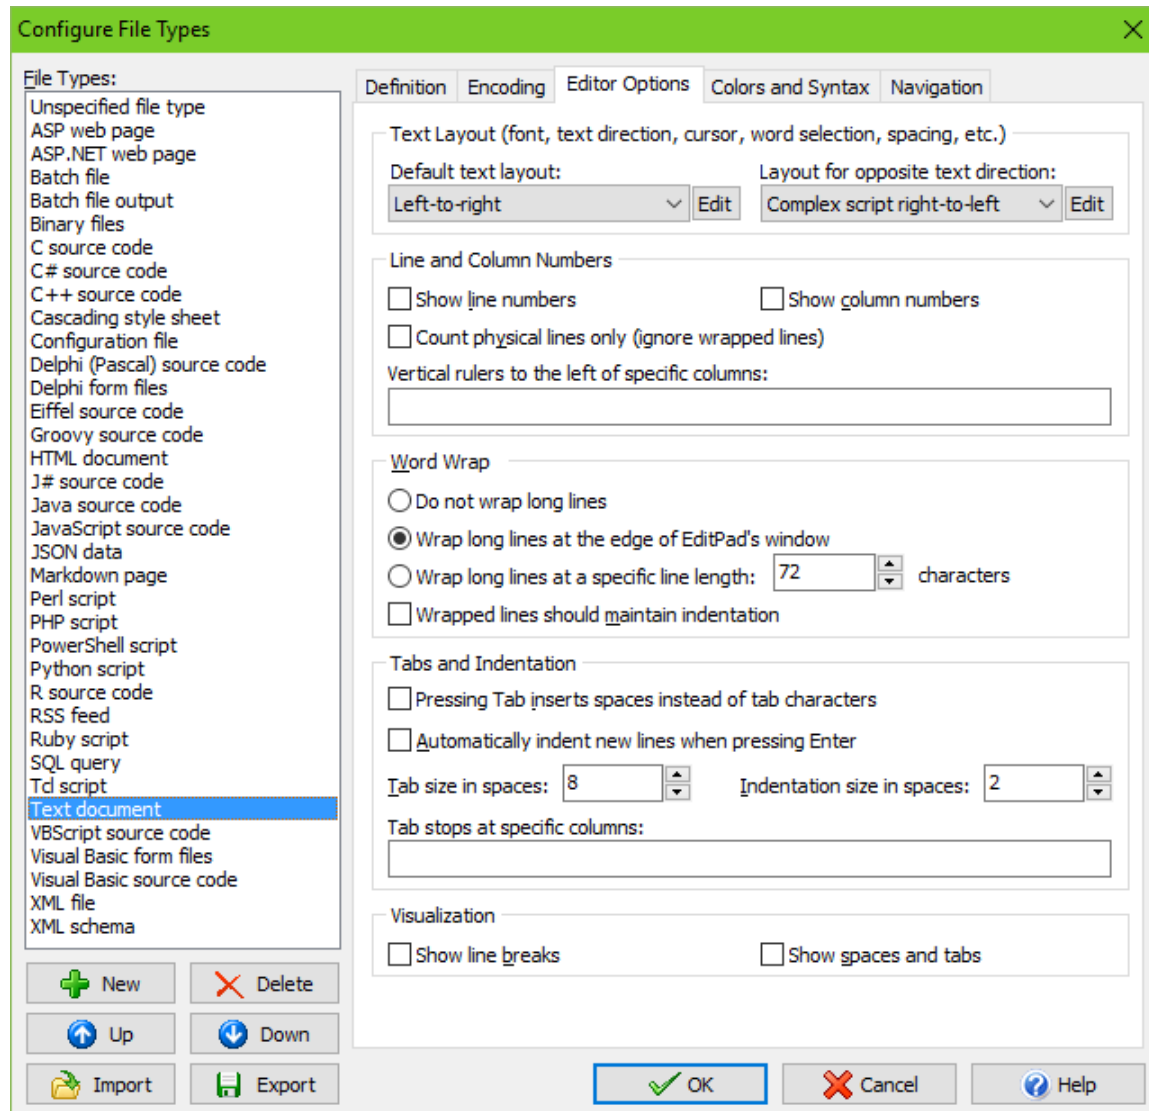 Configure File Types
File Types:
Unspecified file type
ASP web page
ASP.NET web page
Batch file
Batch file output
Binary files
C source code
C# source code
C++ source code
Cascading style sheet
Configuration file
Delphi (Pascal) source code
Delphi form files
Eiffel source code
Groovy source code
HTML document
J# source code
Java source code
JavaScript source code
JSON data
Markdown page
Perl script
PHP script
PowerShell script
Python script
R source code
RSS feed
Ruby script
SQL query
Tcl script
Text document
VBScript source code
Visual Basic form files
Visual Basic source code
XML file
XML schema
New Delete
Up Down
Import Export
Definition Encoding Editor Options Colors and Syntax Navigation
Text Layout (font, text direction, cursor, word selection, spacing, etc.)
Default text layout: Layout for opposite text direction:
Left-to-right Edit Complex script right-to-left Edit
Line and Column Numbers
Show line numbers Show column numbers
Count physical lines only (ignore wrapped lines)
Vertical rulers to the left of specific columns:
Word Wrap
Do not wrap long lines
Wrap long lines at the edge of EditPad's window
Wrap long lines at a specific line length: 72 characters
Wrapped lines should maintain indentation
Tabs and Indentation
Pressing Tab inserts spaces instead of tab characters
Automatically indent new lines when pressing Enter
Tab size in spaces: 8 Indentation size in spaces: 2
Tab stops at specific columns:
Visualization
Show line breaks Show spaces and tabs
OK Cancel Help